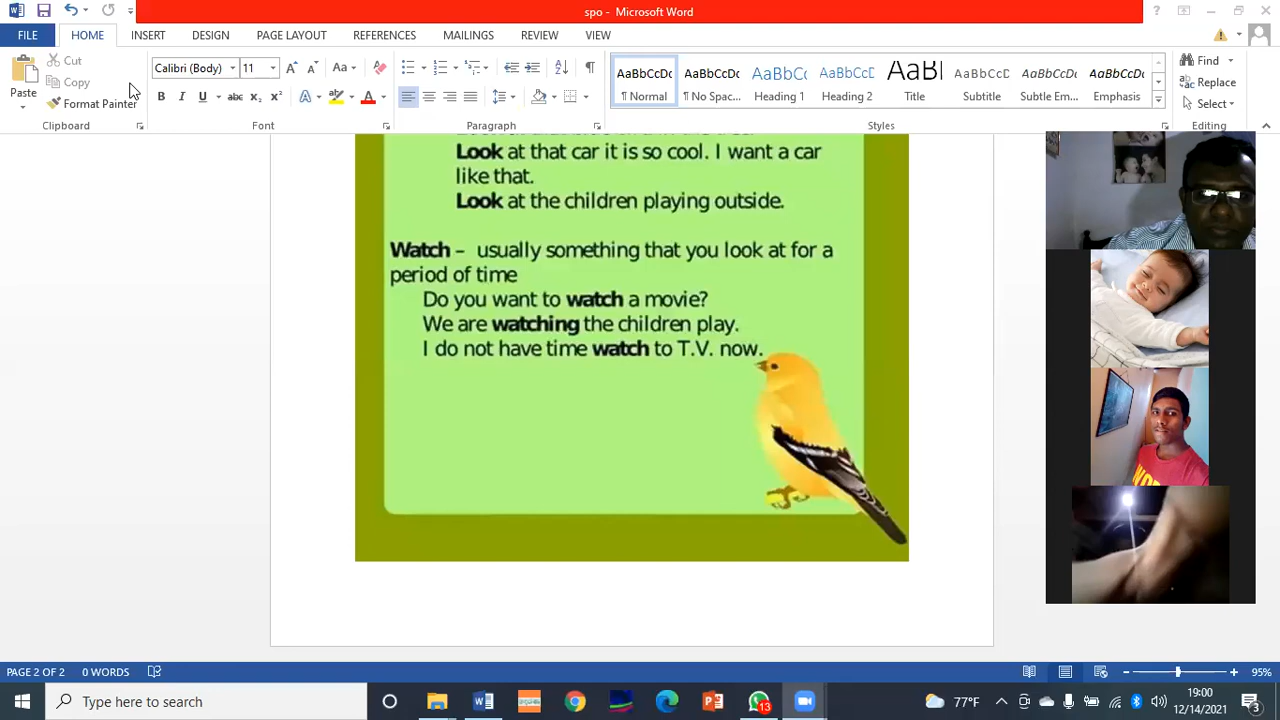 spo - Microsoft Word
FILE HOME INSERT DESIGN PAGE LAYOUT REFERENCES MAILINGS REVIEW VIEW
Paste
Cut
Copy
Format Painter
Clipboard
Calibri (Body) 11
Font
Paragraph
AaBbCcDc AaBbCcDc AaBbCc AaBbCcC AaBl AaBbCcC AaBbCcDc AaBbCcDc
¶ Normal ¶ No Spac... Heading 1 Heading 2 Title Subtitle Subtle Em... Emphasis
Styles
Find
Replace
Select
Editing
Look at that car it is so cool. I want a car
like that.
Look at the children playing outside.
Watch – usually something that you look at for a
period of time
Do you want to watch a movie?
We are watching the children play.
I do not have time watch to T.V. now.
PAGE 2 OF 2 0 WORDS
95%
Type here to search
13
77°F
19:00
12/14/2021
3